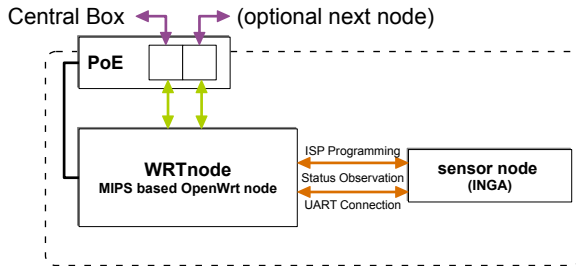 Central Box (optional next node)
PoE
WRTnode
MIPS based OpenWrt node
ISP Programming
Status Observation
UART Connection
sensor node
(INGA)